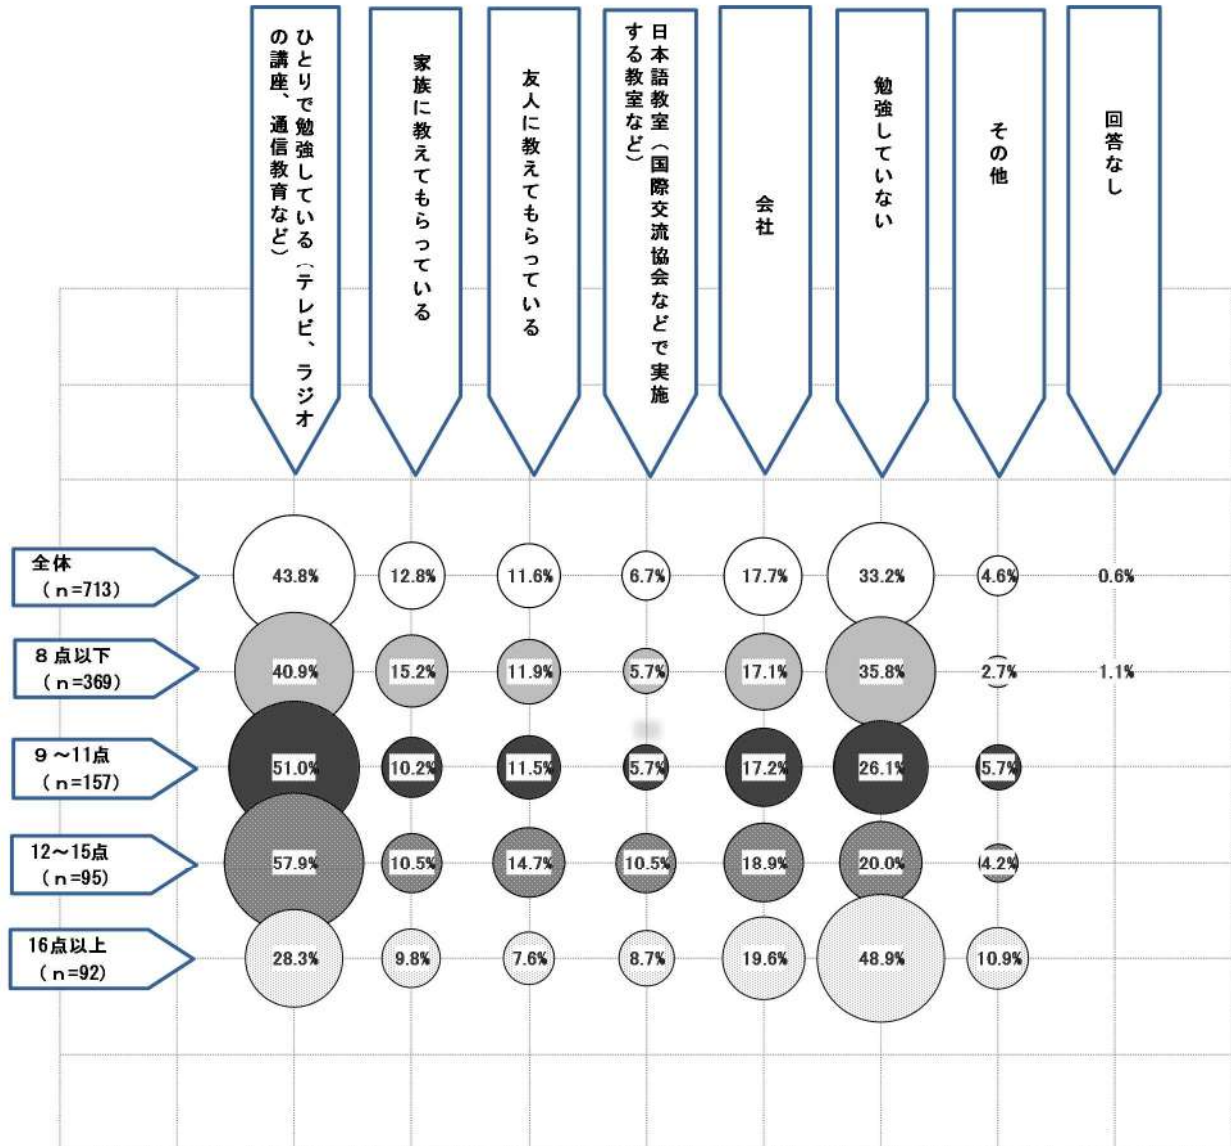 ひとりで勉強している（テレビ、ラジオ
の講座、通信教育など）
家族に教えてもらっている
友人に教えてもらっている
日本語教室（国際交流協会などで実施
する教室など）
会社
勉強していない
その他
回答なし
全体
（n=713）
43.8% 12.8% 11.6% 6.7% 17.7% 33.2% 4.6% 0.6%
８点以下
（n=369）
40.9% 15.2% 11.9% 5.7% 17.1% 35.8% 2.7% 1.1%
９～11点
（n=157）
51.0% 10.2% 11.5% 5.7% 17.2% 26.1% 5.7%
12～15点
（n=95）
57.9% 10.5% 14.7% 10.5% 18.9% 20.0% 4.2%
16点以上
（n=92）
28.3% 9.8% 7.6% 8.7% 19.6% 48.9% 10.9%